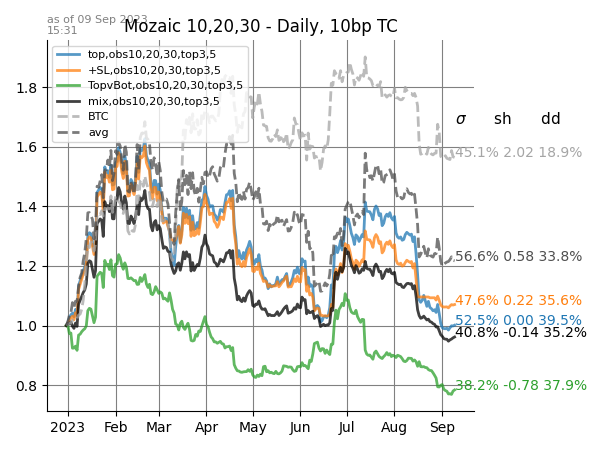 as of 09 Sep 2023
15:31
Mozaic 10,20,30 - Daily, 10bp TC
top,obs10,20,30,top3,5
+SL,obs10,20,30,top3,5
TopvBot,obs10,20,30,top3,5
mix,obs10,20,30,top3,5
BTC
avg
σ sh dd
45.1% 2.02 18.9%
56.6% 0.58 33.8%
47.6% 0.22 35.6%
52.5% 0.00 39.5%
40.8% -0.14 35.2%
38.2% -0.78 37.9%
1.8
1.6
1.4
1.2
1.0
0.8
2023 Feb Mar Apr May Jun Jul Aug Sep